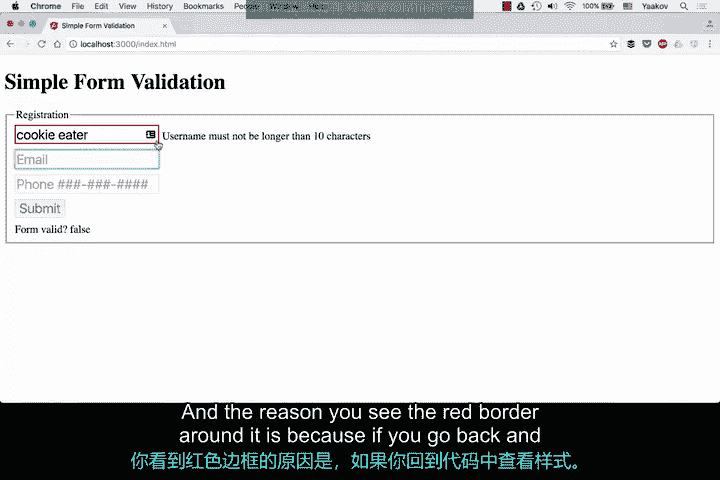 Chrome File Edit View History Bookmarks People Window Help 100% Yaakov
Simple Form Validation
localhost:3000/index.html
Simple Form Validation
Registration
cookie eater Username must not be longer than 10 characters
Email
Phone ###-###-####
Submit
Form valid? false
And the reason you see the red border
around it is because if you go back and
你看到红色边框的原因是，如果你回到代码中查看样式。